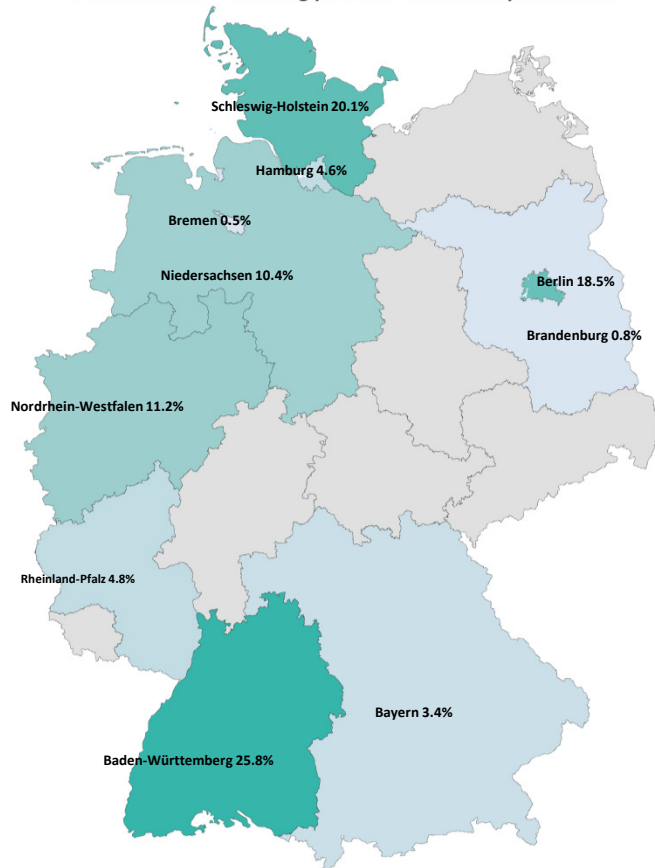 Schleswig-Holstein 20.1%
Hamburg 4.6%
Bremen 0.5%
Niedersachsen 10.4%
Berlin 18.5%
Brandenburg 0.8%
Nordrhein-Westfalen 11.2%
Rheinland-Pfalz 4.8%
Bayern 3.4%
Baden-Württemberg 25.8%